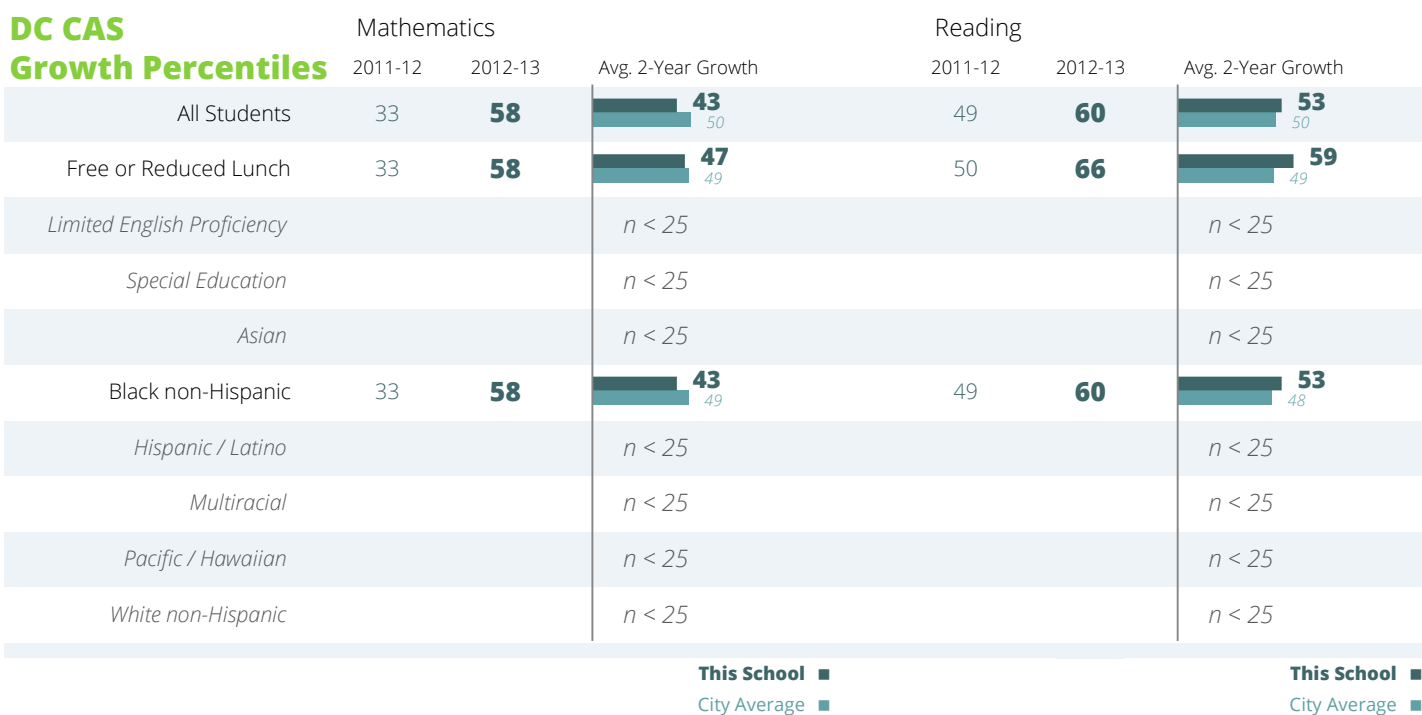 DC CAS
Growth Percentiles
Mathematics Reading
2011-12 2012-13 Avg. 2-Year Growth 2011-12 2012-13 Avg. 2-Year Growth
All Students 33 58 43 50 49 60 53 50
Free or Reduced Lunch 33 58 47 49 50 66 59 49
Limited English Proficiency n < 25 n < 25
Special Education n < 25 n < 25
Asian n < 25 n < 25
Black non-Hispanic 33 58 43 49 49 60 53 48
Hispanic / Latino n < 25 n < 25
Multiracial n < 25 n < 25
Pacific / Hawaiian n < 25 n < 25
White non-Hispanic n < 25 n < 25
This School This School
City Average City Average